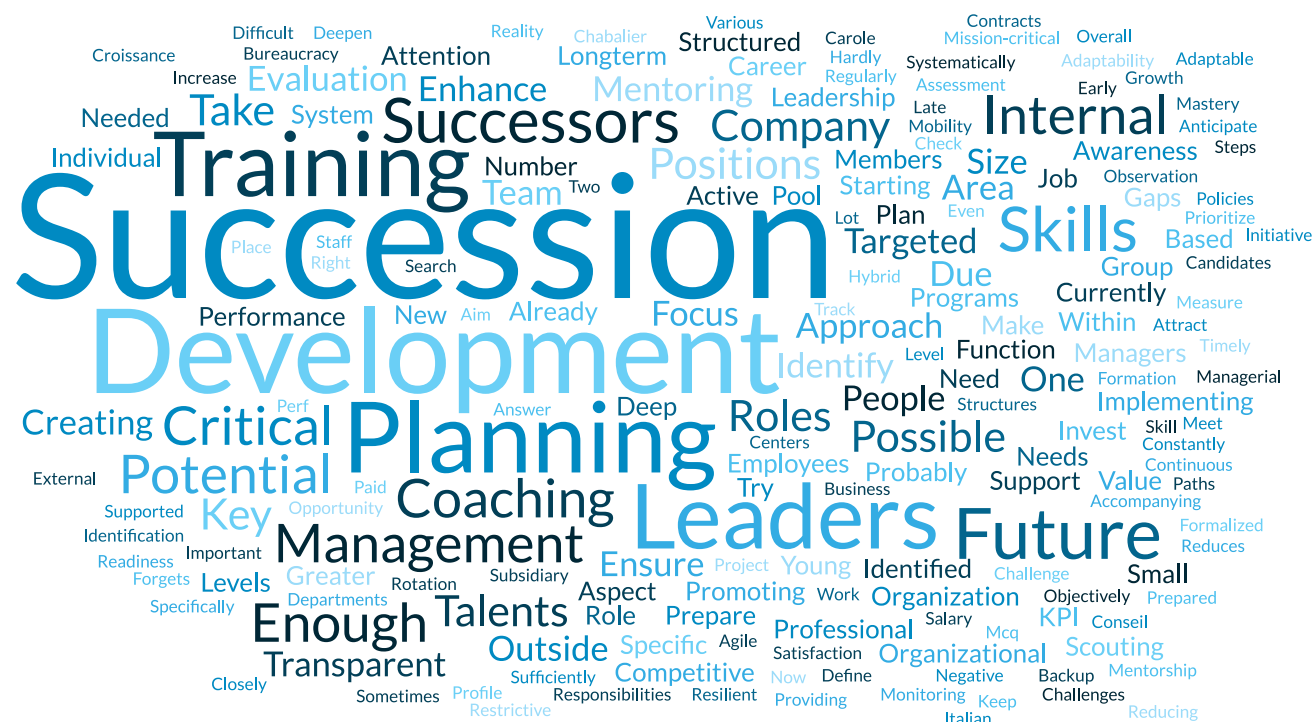 Contracts
Various
Difficult Deepen Reality Chabalier Structured Carole Mission-critical Overall
Croissance Bureaucracy Attention Longterm Career Hardly Systematically Adaptability Adaptable
Increase Evaluation Enhance Mentoring Leadership Regularly Assessment Early Growth
Needed Take System Successors Company Late Internal Mastery
Mobility Anticipate
Individual Training Number Positions Members Check Size Awareness Steps
Team Two Active Pool Starting Area Job Observation
Succession Lot Plan Even Skills Gaps Policies
Prioritize
Place Staff Targeted Based Initiative
Right Search Hybrid Due Group Candidates
Programs Currently Measure
Performance New Aim Already Focus Track Approach Make Within Attract
Development Identify Level Function Managers Timely
Need One Formation Managerial
Perf Answer Deep People Structures Implementing
Creating Critical Planning Roles Possible Invest Skill Meet
Centers Constantly
External Potential Paid Employees Probably Needs Continuous
Try Business Support Value Paths
Supported Key Opportunity Coaching Leaders Accompanying
Identification Future Formalized
Readiness Important Management Ensure Project Young Identified Challenge Reduces
Forgets Levels Greater Rotation Subsidiary Aspect Small
Specifically Departments Promoting Work Organization Objectively Prepared
Enough Talents Role Prepare Salary KPI Conseil
Professional Mcq
Transparent Outside Specific Agile Satisfaction Organizational Scouting
Closely Sufficiently Competitive Now Define Negative Backup Mentorship
Sometimes Profile Responsibilities Resilient Providing Monitoring Keep Challenges
Restrictive Italian Reducing